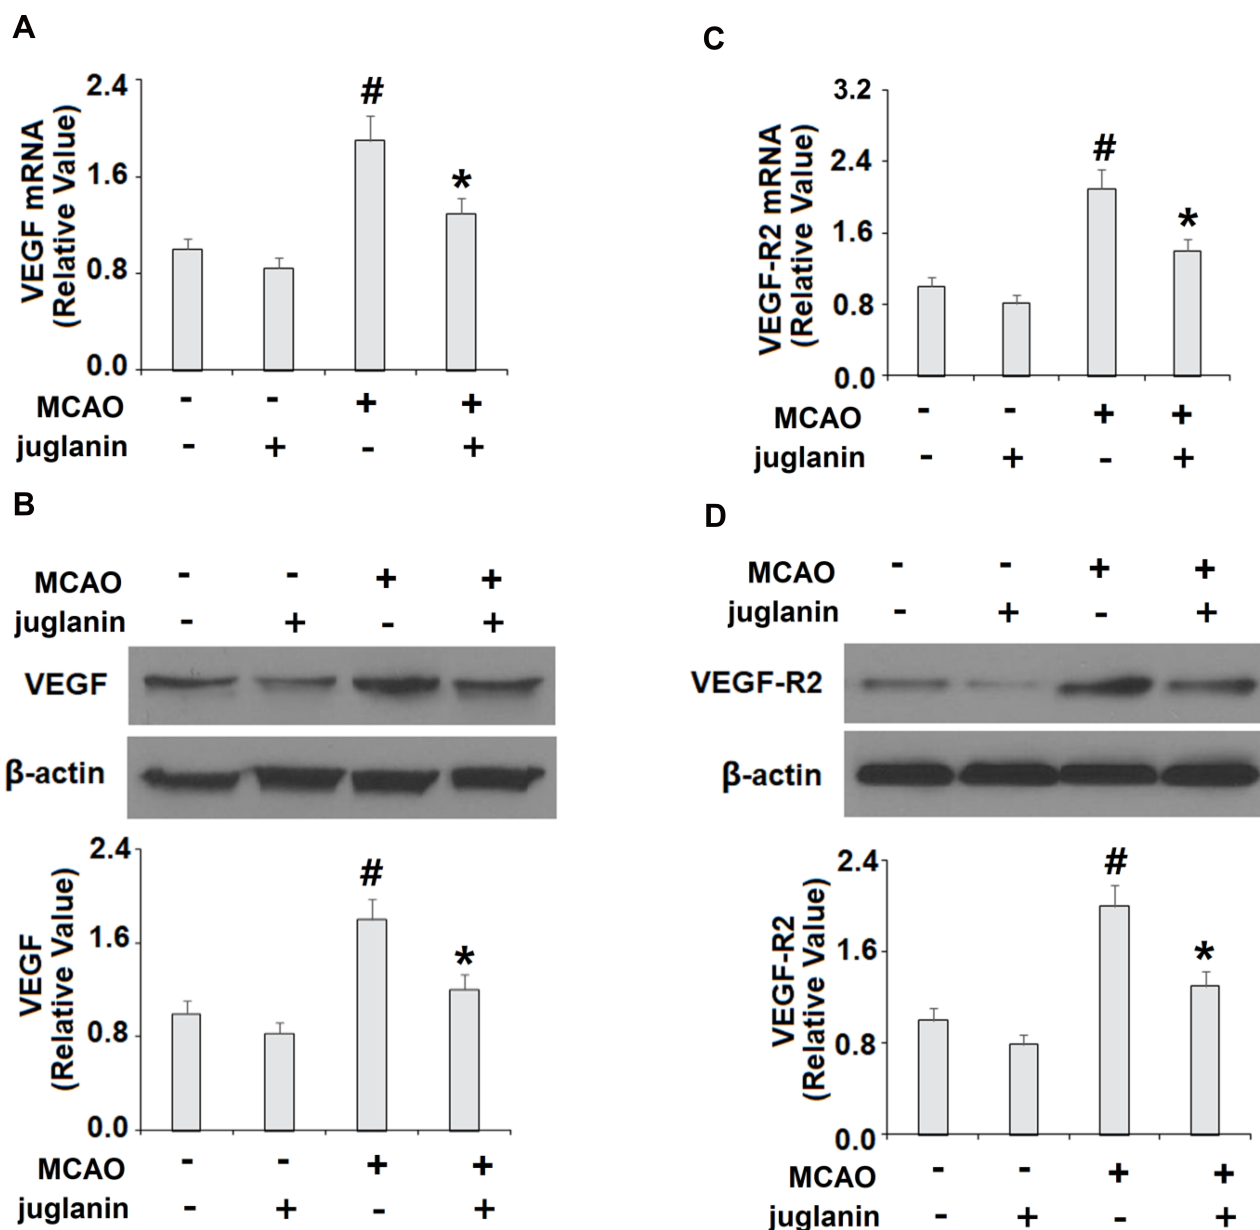 A
2.4
1.6
0.8
0.0
VEGF mRNA
(Relative Value)
#
*
MCAO - - + +
juglanin - + - +
B
MCAO - - + +
juglanin - + - +
VEGF
β-actin
2.4
1.6
0.8
0.0
VEGF
(Relative Value)
#
*
MCAO - - + +
juglanin - + - +
C
3.2
2.4
1.6
0.8
0.0
VEGF-R2 mRNA
(Relative Value)
#
*
MCAO - - + +
juglanin - + - +
D
MCAO - - + +
juglanin - + - +
VEGF-R2
β-actin
2.4
1.6
0.8
0.0
VEGF-R2
(Relative Value)
#
*
MCAO - - + +
juglanin - + - +